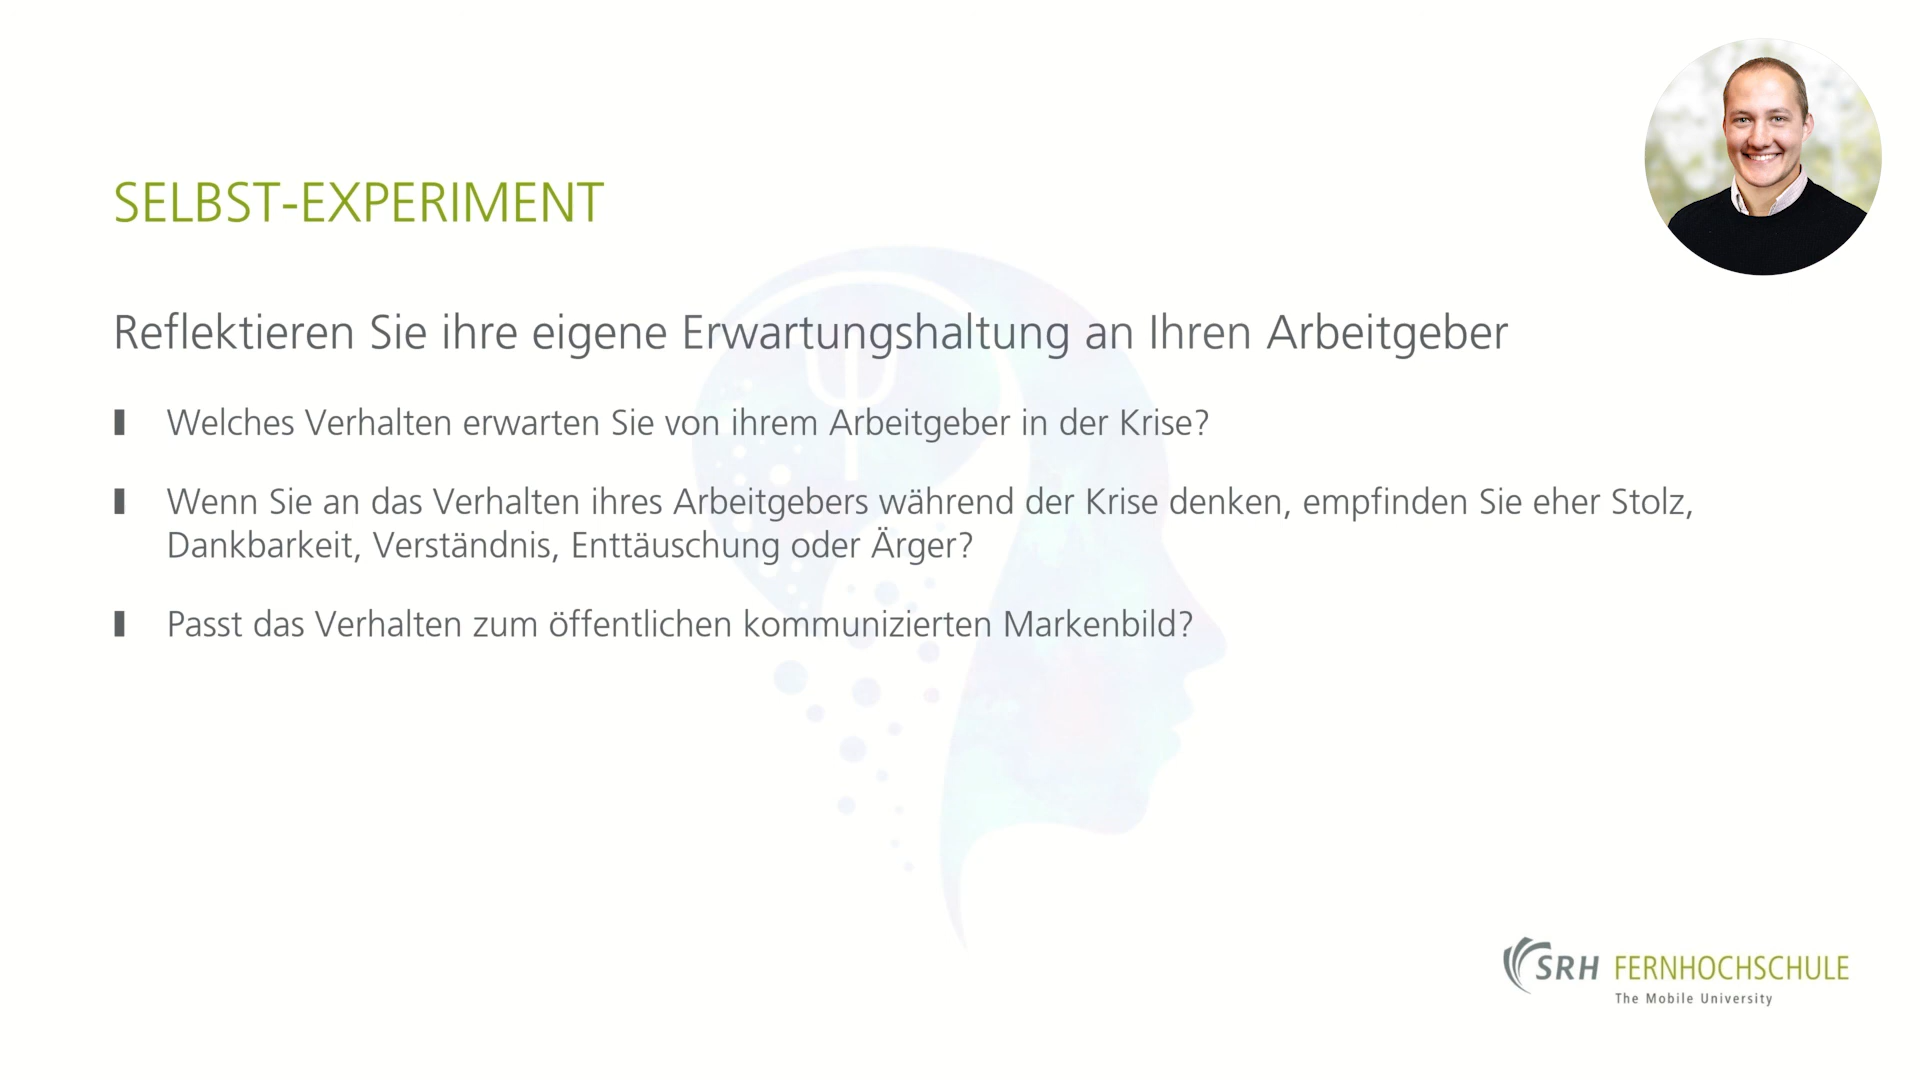 SELBST-EXPERIMENT
Reflektieren Sie ihre eigene Erwartungshaltung an Ihren Arbeitgeber
Welches Verhalten erwarten Sie von ihrem Arbeitgeber in der Krise?
Wenn Sie an das Verhalten ihres Arbeitgebers während der Krise denken, empfinden Sie eher Stolz,
Dankbarkeit, Verständnis, Enttäuschung oder Ärger?
Passt das Verhalten zum öffentlichen kommunizierten Markenbild?
SRH FERNHOCHSCHULE
The Mobile University